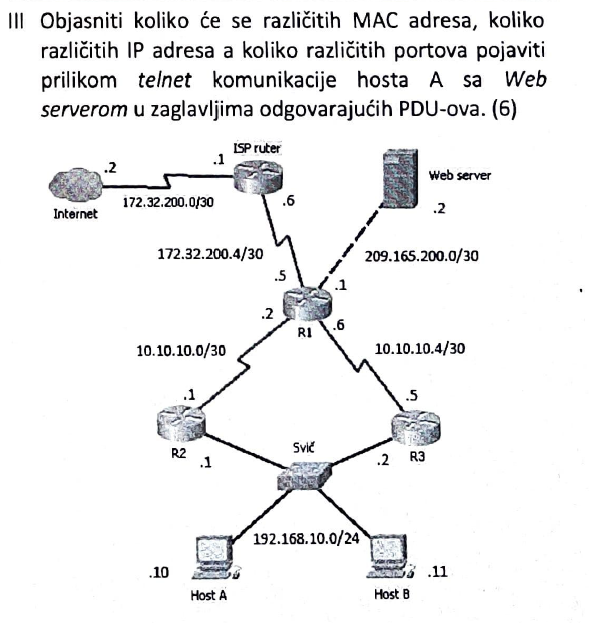 III Objasniti koliko će se različitih MAC adresa, koliko
različitih IP adresa a koliko različitih portova pojaviti
prilikom telnet komunikacije hosta A sa Web
serverom u zaglavljima odgovarajućih PDU-ova. (6)
ISP ruter
.2
.1
Web server
Internet
172.32.200.0/30
.6
.2
172.32.200.4/30
209.165.200.0/30
.5
.1
.2
R1
.6
10.10.10.0/30
10.10.10.4/30
.1
.5
R2
.1
Svič
.2
R3
192.168.10.0/24
.10
.11
Host A
Host B